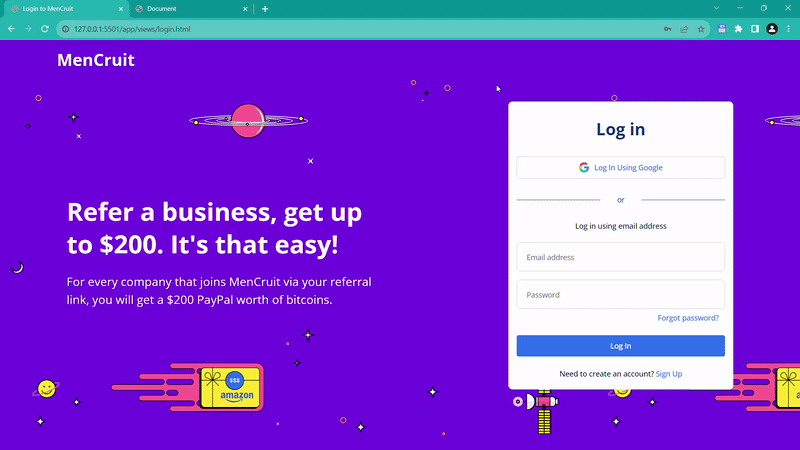 Login to MenCruit
Document
127.0.0.1:5501/app/views/login.html
MenCruit
Log in
Log In Using Google
or
Log in using email address
Email address
Password
Forgot password?
Log In
Need to create an account? Sign Up
Refer a business, get up
to $200. It's that easy!
For every company that joins MenCruit via your referral
link, you will get a $200 PayPal worth of bitcoins.
$$$
amazon